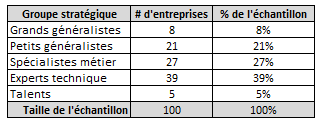 Groupe stratégique # d'entreprises % de l'échantillon
Grands généralistes 8 8%
Petits généralistes 21 21%
Spécialistes métier 27 27%
Experts technique 39 39%
Talents 5 5%
Taille de l'échantillon 100 100%